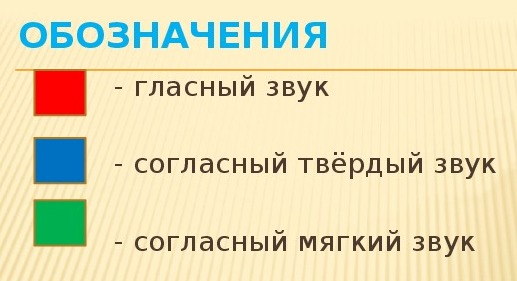 ОБОЗНАЧЕНИЯ
- гласный звук
- согласный твёрдый звук
- согласный мягкий звук